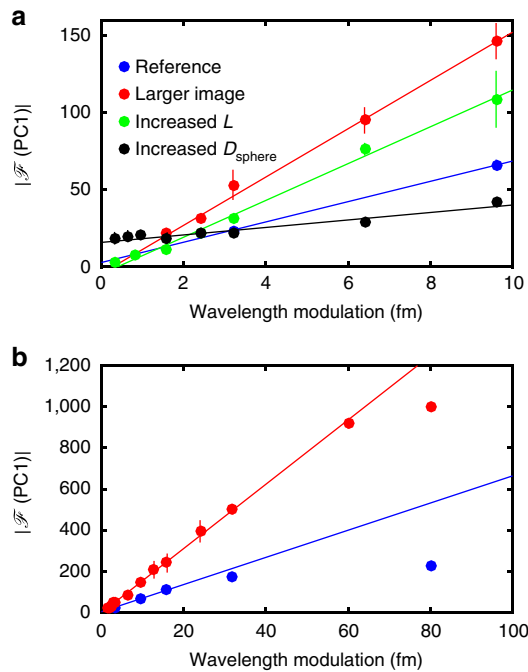 a
150
100
50
0
|ℱ (PC1)|
Reference
Larger image
Increased L
Increased D_sphere
0 2 4 6 8 10
Wavelength modulation (fm)
b
1,200
1,000
800
600
400
200
0
|ℱ (PC1)|
0 20 40 60 80 100
Wavelength modulation (fm)